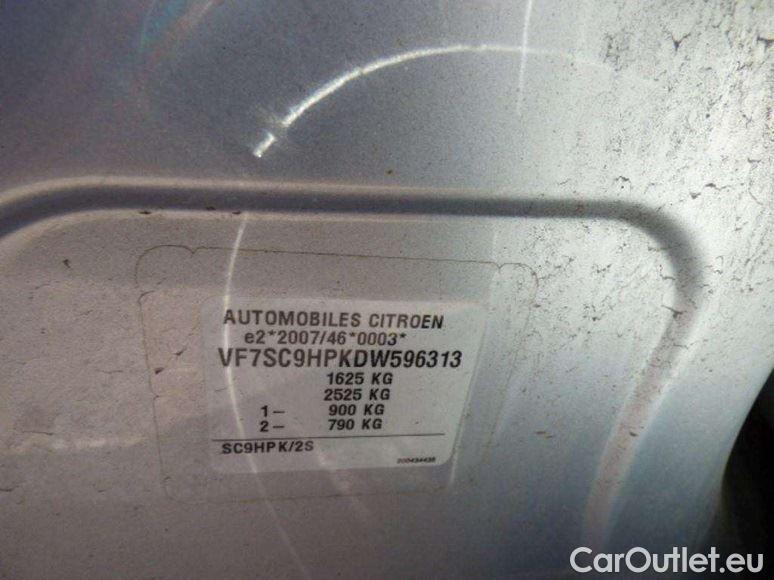 AUTOMOBILES CITROEN
e2*2007/46*0003*
VF7SC9HPKDW596313
1625 KG
2525 KG
1– 900 KG
2– 790 KG
SC9HPK/2S
CarOutlet.eu